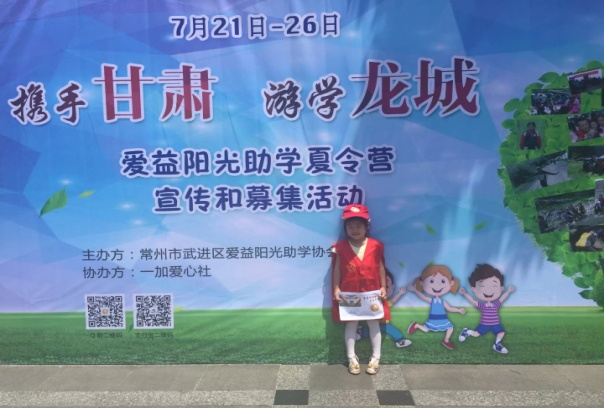 7月21日-26日
携手甘肃 游学龙城
爱益阳光助学夏令营
宣传和募集活动
主办方：常州市武进区爱益阳光助学协会
协办方：一加爱心社